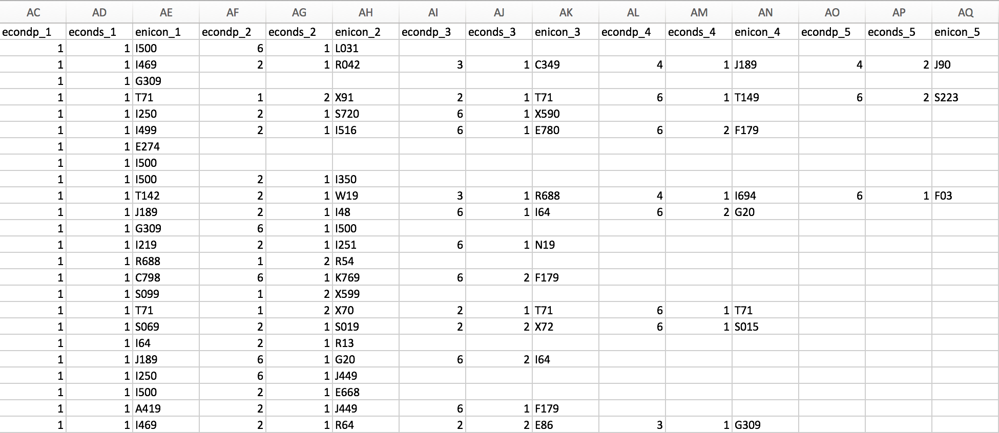 AC AD AE AF AG AH AI AJ AK AL AM AN AO AP AQ
econdp_1 econds_1 enicon_1 econdp_2 econds_2 enicon_2 econdp_3 econds_3 enicon_3 econdp_4 econds_4 enicon_4 econdp_5 econds_5 enicon_5
1 1 I500 6 1 L031
1 1 I469 2 1 R042 3 1 C349 4 1 J189 4 2 J90
1 1 G309
1 1 T71 1 2 X91 2 1 T71 6 1 T149 6 2 S223
1 1 I250 2 1 S720 6 1 X590
1 1 I499 2 1 I516 6 1 E780 6 2 F179
1 1 E274
1 1 I500
1 1 I500 2 1 I350
1 1 T142 2 1 W19 3 1 R688 4 1 I694 6 1 F03
1 1 J189 2 1 I48 6 1 I64 6 2 G20
1 1 G309 6 1 I500
1 1 I219 2 1 I251 6 1 N19
1 1 R688 1 2 R54
1 1 C798 6 1 K769 6 2 F179
1 1 S099 1 2 X599
1 1 T71 1 2 X70 2 1 T71 6 1 T71
1 1 S069 2 1 S019 2 2 X72 6 1 S015
1 1 I64 2 1 R13
1 1 J189 6 1 G20 6 2 I64
1 1 I250 6 1 J449
1 1 I500 2 1 E668
1 1 A419 2 1 J449 6 1 F179
1 1 I469 2 1 R64 2 2 E86 3 1 G309